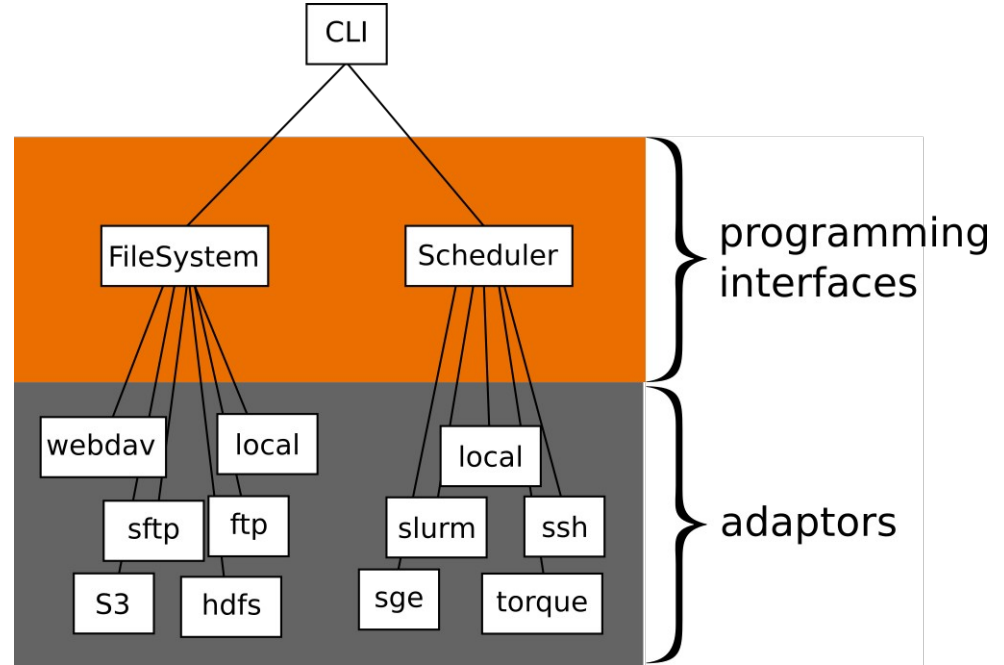 CLI
FileSystem
Scheduler
programming
interfaces
webdav
local
sftp
ftp
S3
hdfs
local
slurm
ssh
sge
torque
adaptors